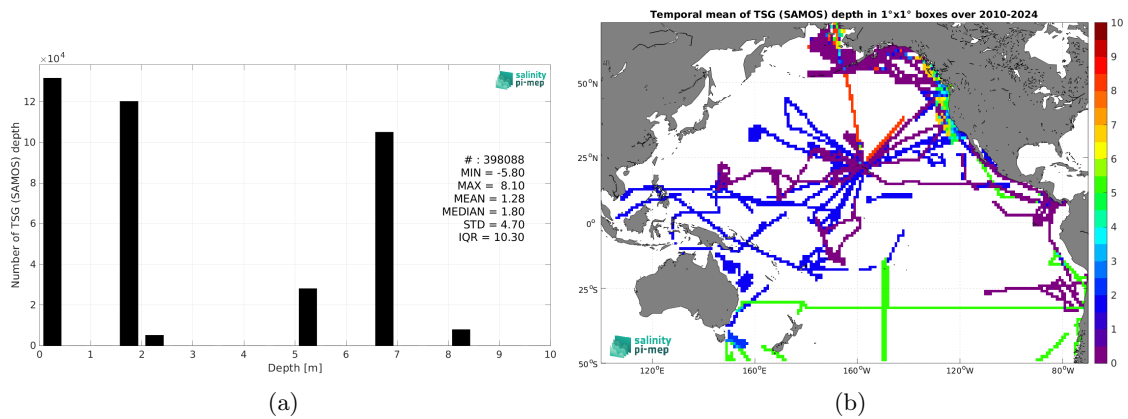 ×10⁴
12
10
8
6
4
2
0
Number of TSG (SAMOS) depth
salinity
pi-mep
# : 398088
MIN = -5.80
MAX = 8.10
MEAN = 1.28
MEDIAN = 1.80
STD = 4.70
IQR = 10.30
0 1 2 3 4 5 6 7 8 9 10
Depth [m]
(a)
Temporal mean of TSG (SAMOS) depth in 1°x1° boxes over 2010-2024
50°N
25°N
0°
25°S
50°S
salinity
pi-mep
120°E 160°E 160°W 120°W 80°W
10
9
8
7
6
5
4
3
2
1
0
(b)